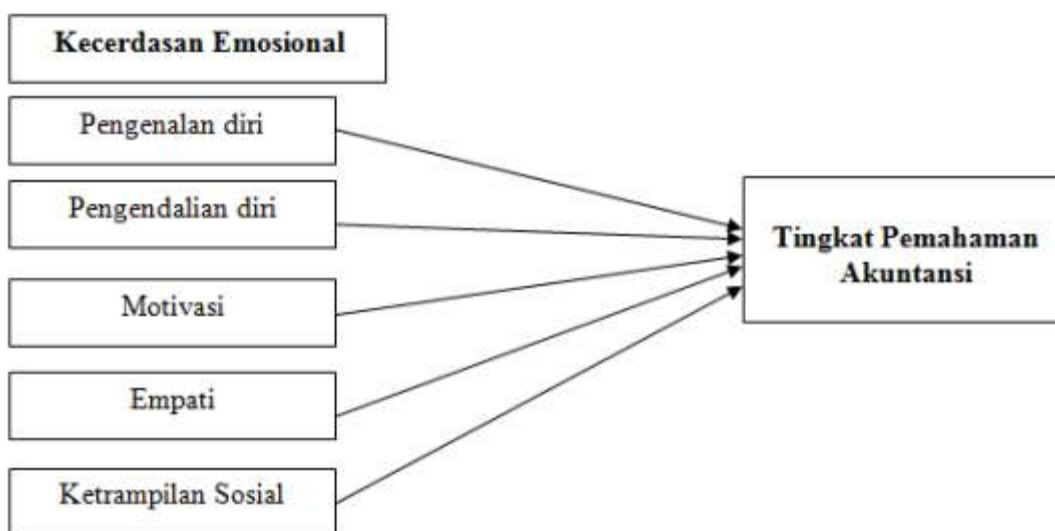 Kecerdasan Emosional
Pengenalan diri
Pengendalian diri
Motivasi
Empati
Ketrampilan Sosial
Tingkat Pemahaman
Akuntansi